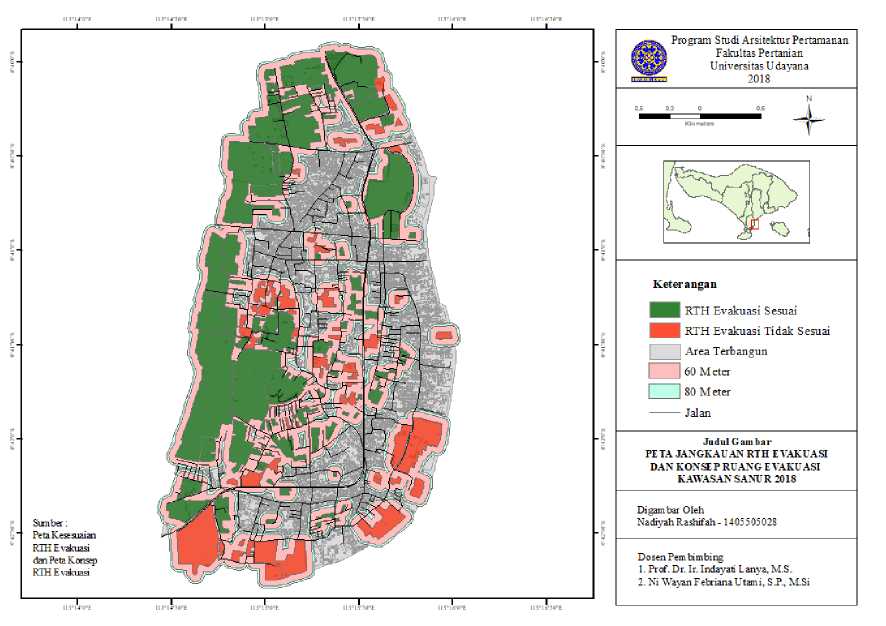 Program Studi Arsitektur Pertamanan
Fakultas Pertanian
Universitas Udayana
2018
0,6
0,3
0
0,6
Kilometers
N
Keterangan
RTH Evakuasi Sesuai
RTH Evakuasi Tidak Sesuai
Area Terbangun
60 Meter
80 Meter
Jalan
Judul Gambar
PETA JANGKAUAN RTH EVAKUASI
DAN KONSEP RUANG EVAKUASI
KAWASAN SANUR 2018
Digambar Oleh
Nadiyah Rashifah - 1405505028
Dosen Pembimbing
1. Prof. Dr. Ir. Indayati Lanya, M.S.
2. Ni Wayan Febriana Utami, S.P., M.Si
Sumber :
Peta Kesesuaian
RTH Evakuasi
dan Peta Konsep
RTH Evakuasi